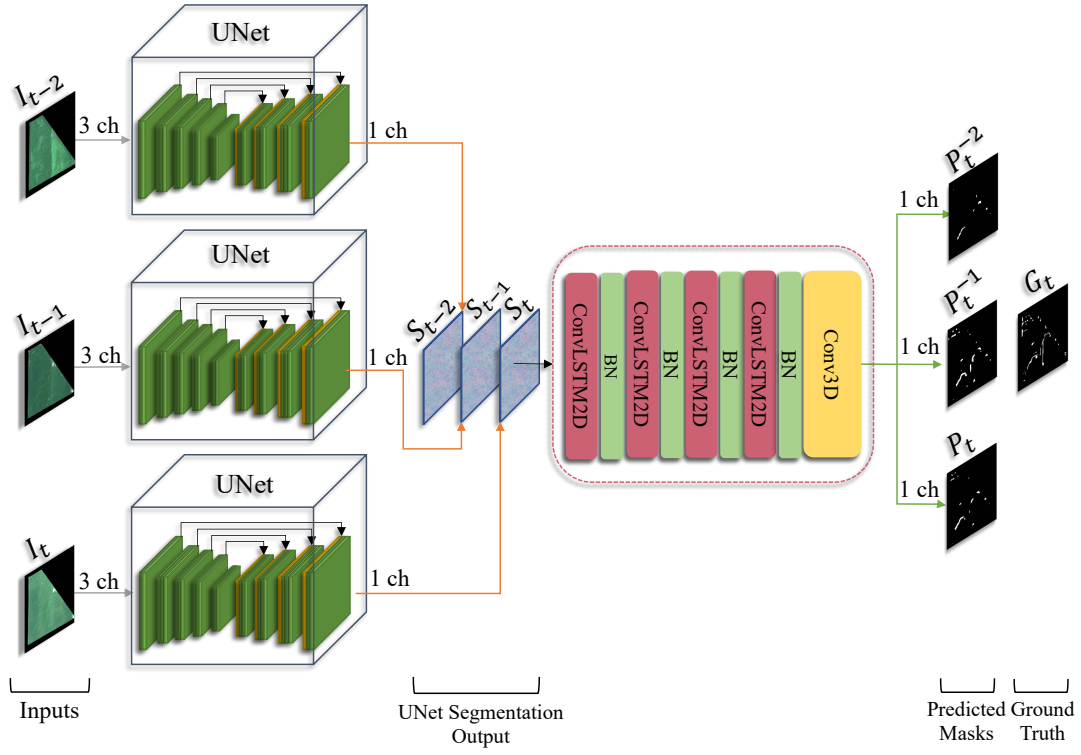 UNet
I_{t-2}
3 ch
1 ch
UNet
I_{t-1}
3 ch
1 ch
UNet
I_t
3 ch
1 ch
S_{t-2}
S_{t-1}
S_t
ConvLSTM2D
BN
ConvLSTM2D
BN
ConvLSTM2D
BN
ConvLSTM2D
BN
Conv3D
1 ch
P_t^{-2}
1 ch
P_t^{-1}
G_t
1 ch
P_t
Inputs
UNet Segmentation
Output
Predicted
Masks
Ground
Truth